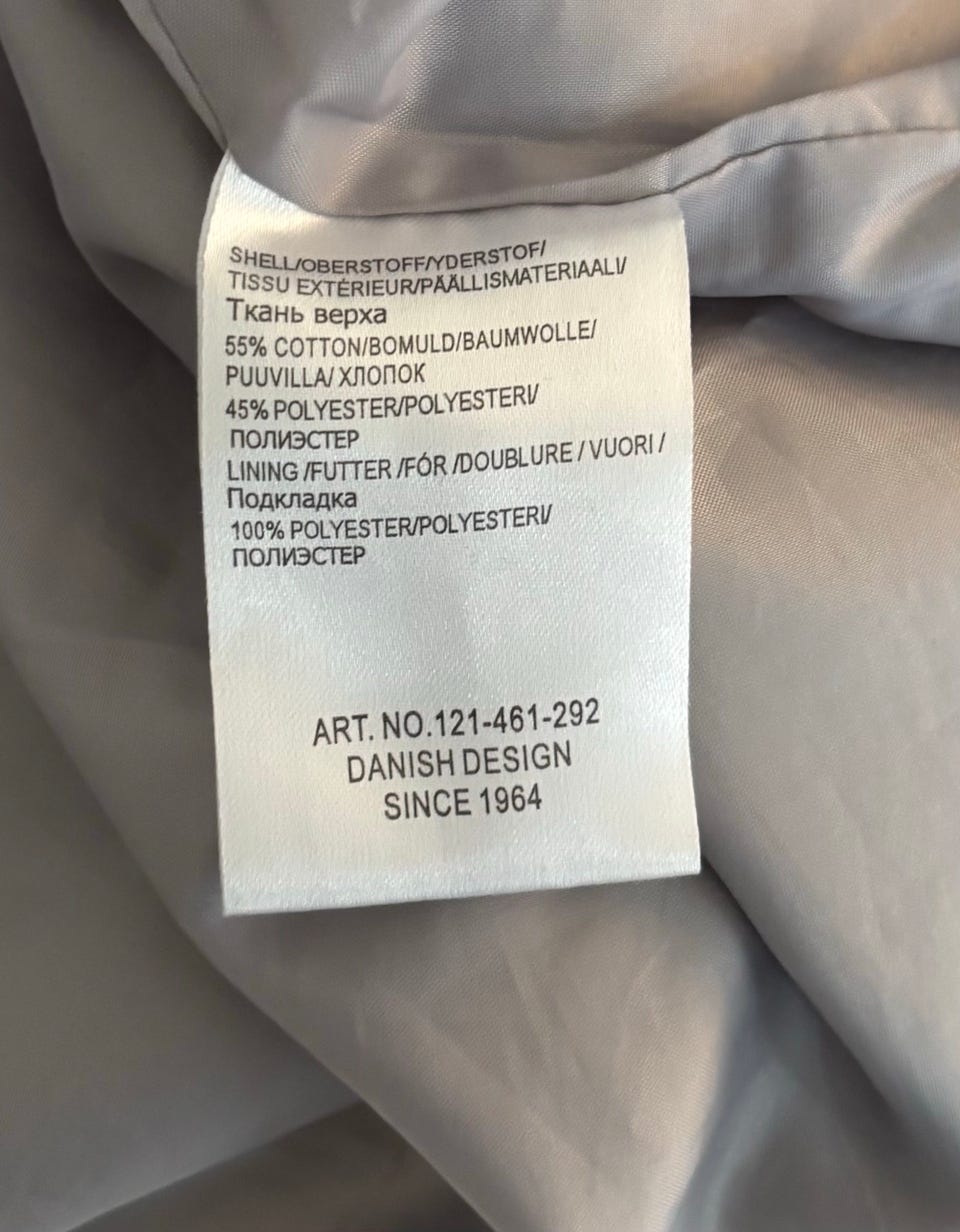 SHELL/OBERSTOFF/YDERSTOF/
TISSU EXTÉRIEUR/PÄÄLLISMATERIAALI/
Ткань верха
55% COTTON/BOMULD/BAUMWOLLE/
PUUVILLA/ ХЛОПОК
45% POLYESTER/POLYESTERI/
ПОЛИЭСТЕР
LINING /FUTTER /FÓR /DOUBLURE / VUORI /
Подкладка
100% POLYESTER/POLYESTERI/
ПОЛИЭСТЕР
ART. NO.121-461-292
DANISH DESIGN
SINCE 1964